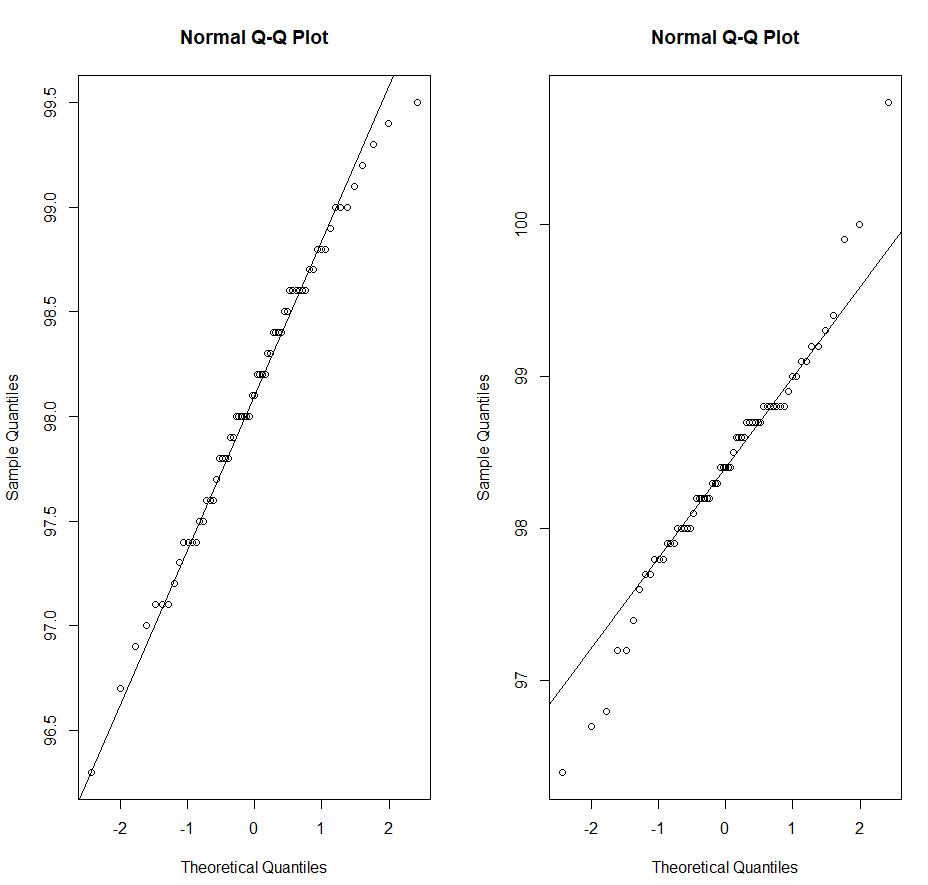 Normal Q-Q Plot
Sample Quantiles
99.5
99.0
98.5
98.0
97.5
97.0
96.5
-2 -1 0 1 2
Theoretical Quantiles
Normal Q-Q Plot
Sample Quantiles
100
99
98
97
-2 -1 0 1 2
Theoretical Quantiles